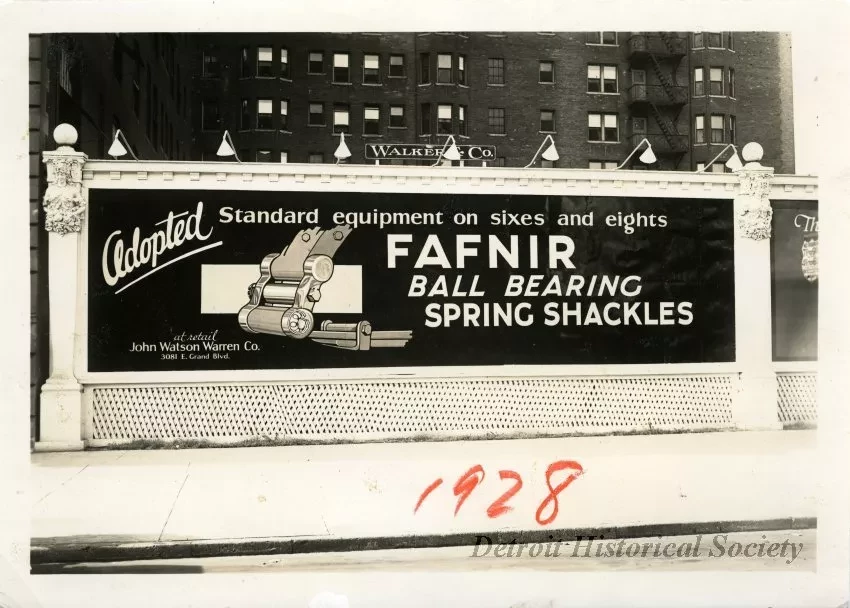 WALKER & CO.
Adopted
Standard equipment on sixes and eights
FAFNIR
BALL BEARING
SPRING SHACKLES
at retail
John Watson Warren Co.
3081 E. Grand Blvd.
Th
1928
Detroit Historical Society